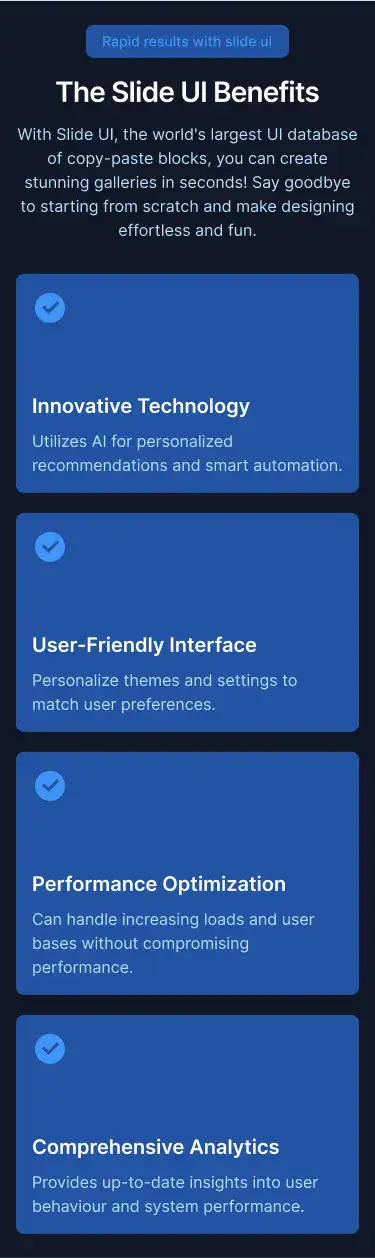 Rapid results with slide ui
The Slide UI Benefits
With Slide UI, the world's largest UI database
of copy-paste blocks, you can create
stunning galleries in seconds! Say goodbye
to starting from scratch and make designing
effortless and fun.
Innovative Technology
Utilizes AI for personalized
recommendations and smart automation.
User-Friendly Interface
Personalize themes and settings to
match user preferences.
Performance Optimization
Can handle increasing loads and user
bases without compromising
performance.
Comprehensive Analytics
Provides up-to-date insights into user
behaviour and system performance.